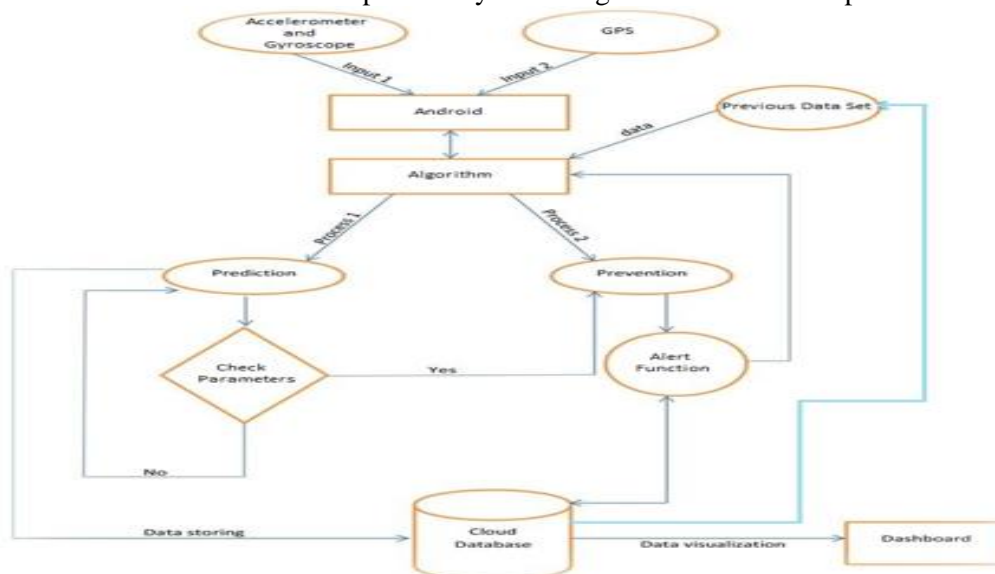 Accelerometer
and
Gyroscope
GPS
Input 1
Input 2
Android
Previous Data Set
data
Algorithm
Process 1
Process 2
Prediction
Prevention
Check
Parameters
Yes
Alert
Function
No
Data storing
Cloud
Database
Data visualization
Dashboard